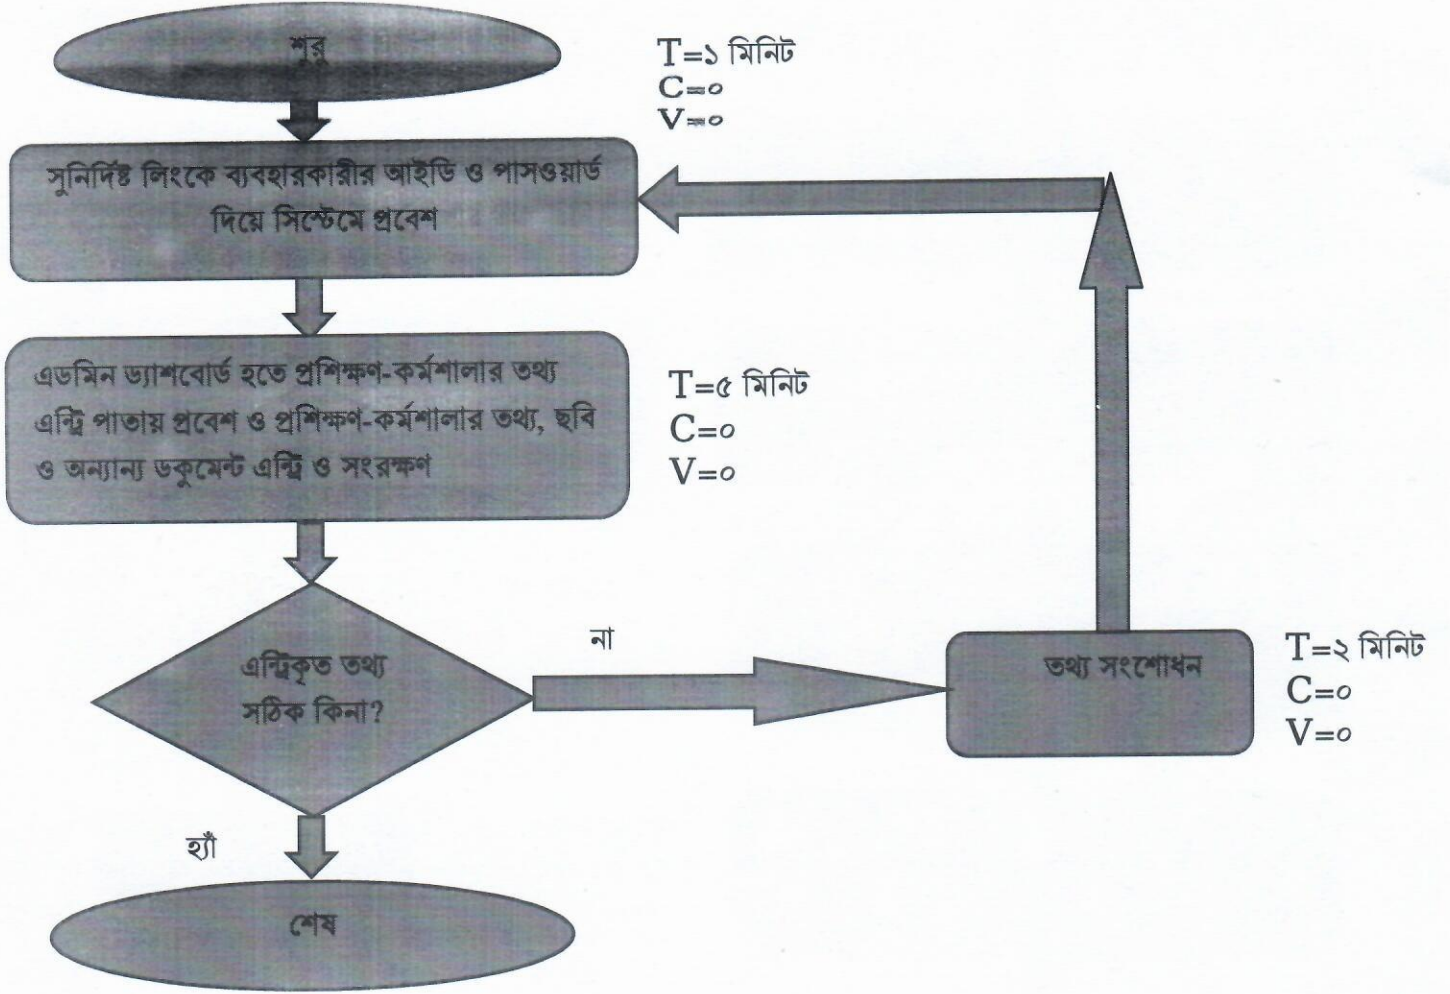 শুরু
T=১ মিনিট
C=০
V=০
সুনির্দিষ্ট লিংকে ব্যবহারকারীর আইডি ও পাসওয়ার্ড
দিয়ে সিস্টেমে প্রবেশ
এডমিন ড্যাশবোর্ড হতে প্রশিক্ষণ-কর্মশালার তথ্য
এন্ট্রি পাতায় প্রবেশ ও প্রশিক্ষণ-কর্মশালার তথ্য, ছবি
ও অন্যান্য ডকুমেন্ট এন্ট্রি ও সংরক্ষণ
T=৫ মিনিট
C=০
V=০
এন্ট্রিকৃত তথ্য
সঠিক কিনা?
না
তথ্য সংশোধন
T=২ মিনিট
C=০
V=০
হ্যাঁ
শেষ